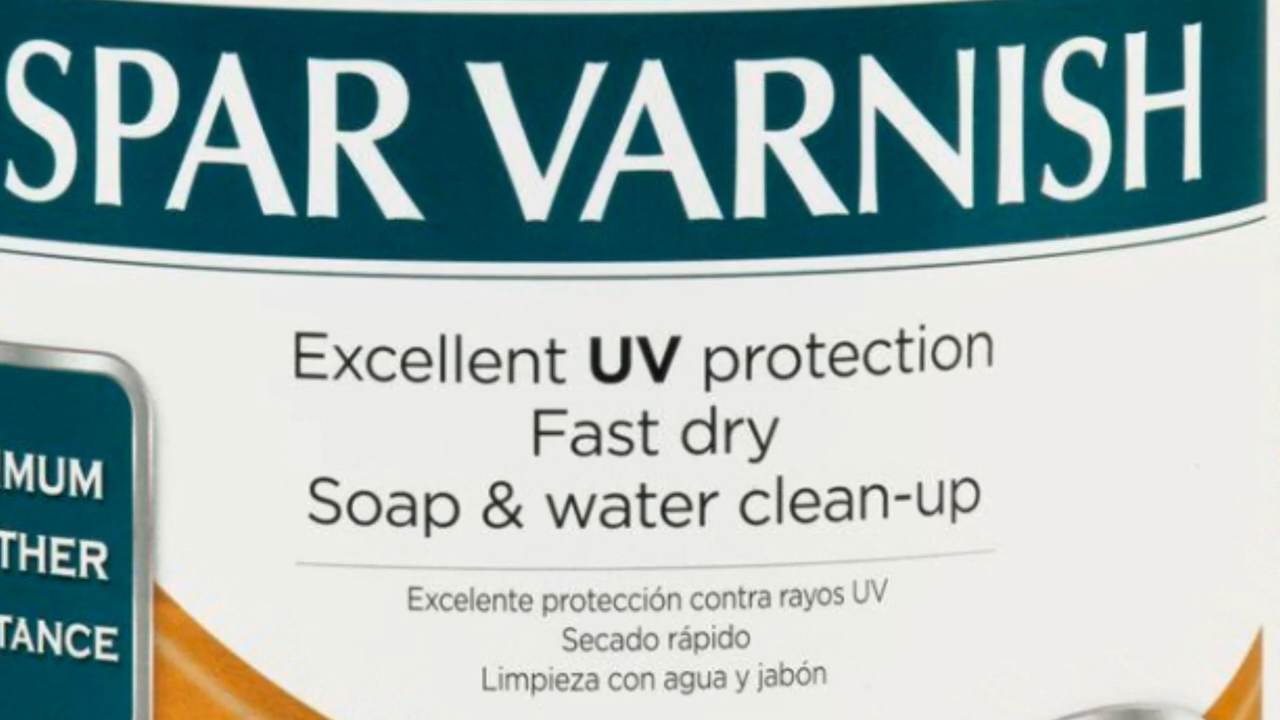 SPAR VARNISH
Excellent UV protection
Fast dry
Soap & water clean-up
Excelente protección contra rayos UV
Secado rápido
Limpieza con agua y jabón